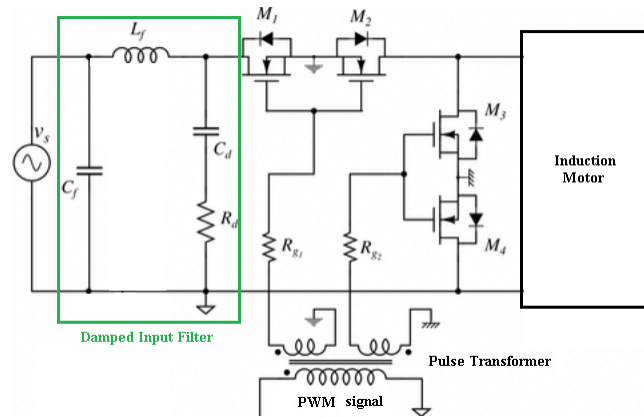 M1
M2
Lf
vs
Cf
Cd
Rd
M3
Induction
Motor
M4
Rg1
Rg2
Damped Input Filter
Pulse Transformer
PWM signal